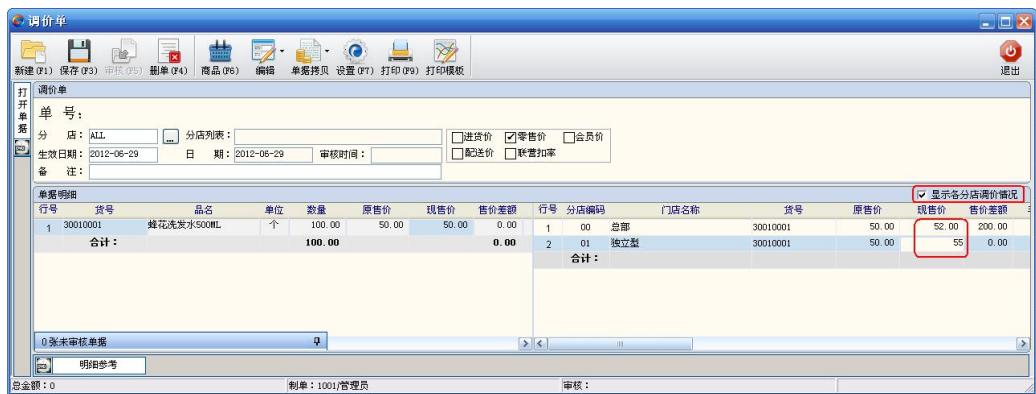 调价单
新建(F1) 保存(F3) 审核(F5) 删单(F4) 商品(F6) 编辑 单据拷贝 设置(F7) 打印(F9) 打印模板 退出
打开单据
调价单
单 号:
分 店: ALL ... 分店列表: 进货价 零售价 会员价
生效日期: 2012-06-29 日 期: 2012-06-29 审核时间: 配送价 联营扣率
备 注:
单据明细 显示各分店调价情况
行号 货号 品名 单位 数量 原售价 现售价 售价差额 行号 分店编码 门店名称 货号 原售价 现售价 售价差额
1 30010001 蜂花洗发水500ML 个 100.00 50.00 50.00 0.00 1 00 总部 30010001 50.00 52.00 200.00
合计: 100.00 0.00 2 01 独立型 30010001 50.00 55 0.00
合计:
0张未审核单据
明细参考
总金额:0 制单:1001/管理员 审核: